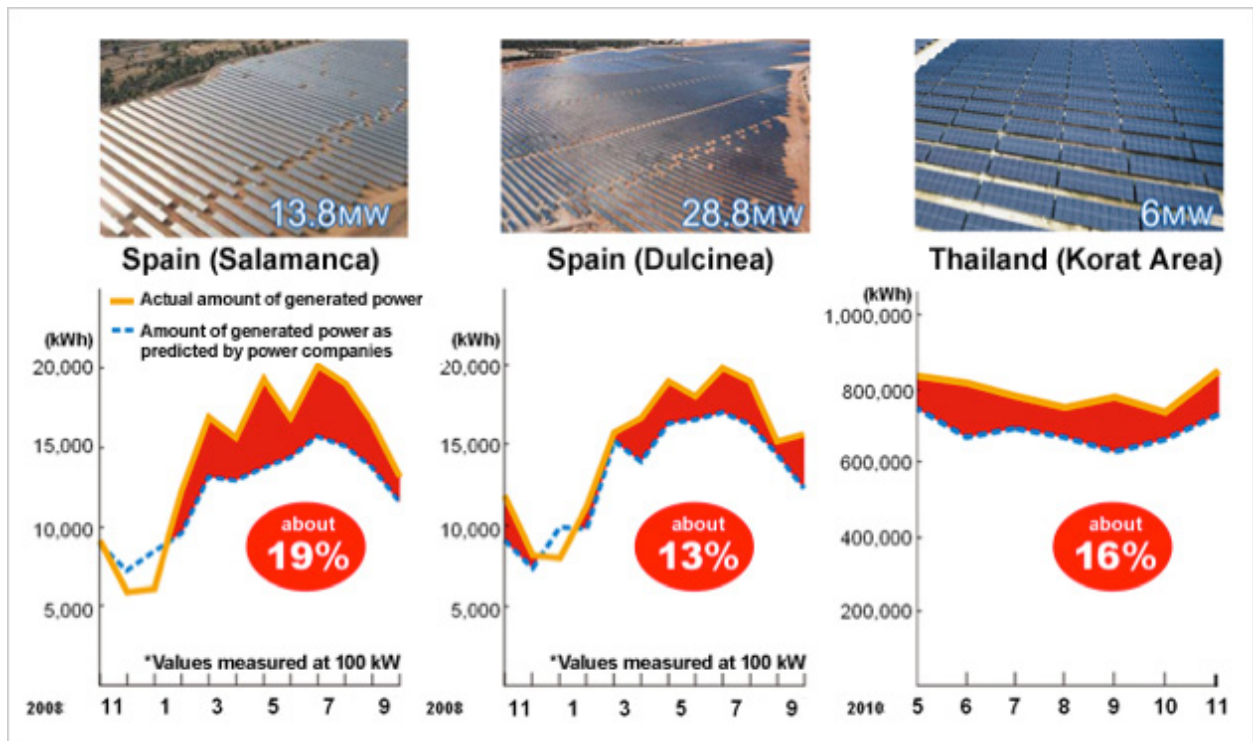 13.8MW
28.8MW
6MW
Spain (Salamanca)
Spain (Dulcinea)
Thailand (Korat Area)
Actual amount of generated power
Amount of generated power as
predicted by power companies
(kWh)
20,000
15,000
10,000
5,000
about
19%
*Values measured at 100 kW
2008 11 1 3 5 7 9
(kWh)
20,000
15,000
10,000
5,000
about
13%
*Values measured at 100 kW
2008 11 1 3 5 7 9
(kWh)
1,000,000
800,000
600,000
400,000
200,000
about
16%
2010 5 6 7 8 9 10 11